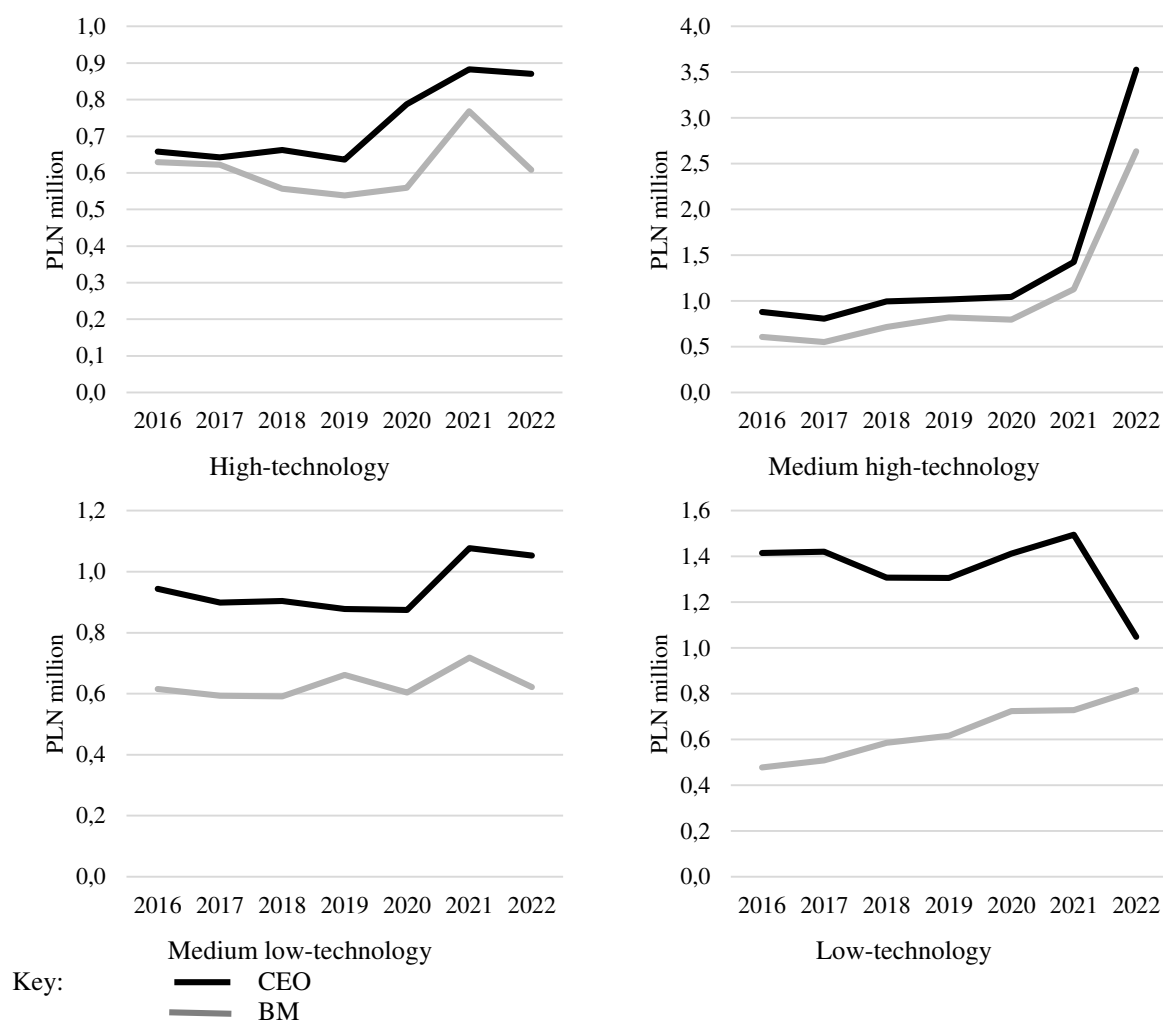 1,0
0,9
0,8
0,7
0,6
0,5
0,4
0,3
0,2
0,1
0,0
PLN million
2016 2017 2018 2019 2020 2021 2022
High-technology
4,0
3,5
3,0
2,5
2,0
1,5
1,0
0,5
0,0
PLN million
2016 2017 2018 2019 2020 2021 2022
Medium high-technology
1,2
1,0
0,8
0,6
0,4
0,2
0,0
PLN million
2016 2017 2018 2019 2020 2021 2022
Medium low-technology
1,6
1,4
1,2
1,0
0,8
0,6
0,4
0,2
0,0
PLN million
2016 2017 2018 2019 2020 2021 2022
Low-technology
Key:
CEO
BM